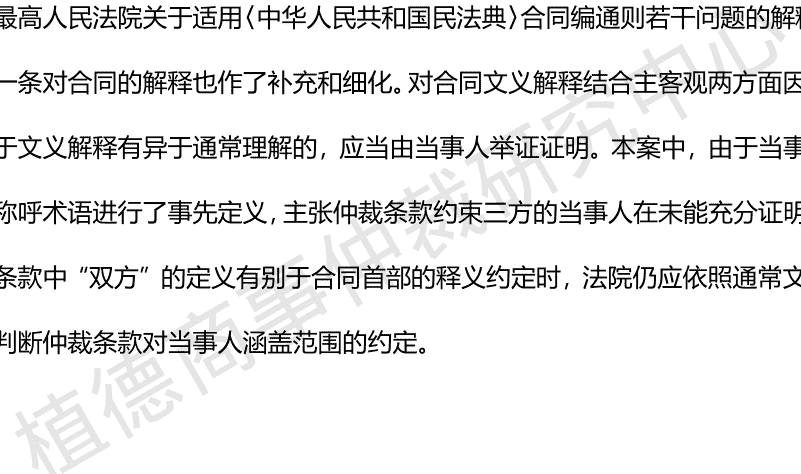 最高人民法院关于适用〈中华人民共和国民法典〉合同编通则若干问题的解释
一条对合同的解释也作了补充和细化。对合同文义解释结合主客观两方面因
于文义解释有异于通常理解的，应当由当事人举证证明。本案中，由于当事
称呼术语进行了事先定义，主张仲裁条款约束三方的当事人在未能充分证明
条款中“双方”的定义有别于合同首部的释义约定时，法院仍应依照通常文
判断仲裁条款对当事人涵盖范围的约定。
植德商事仲裁研究中心